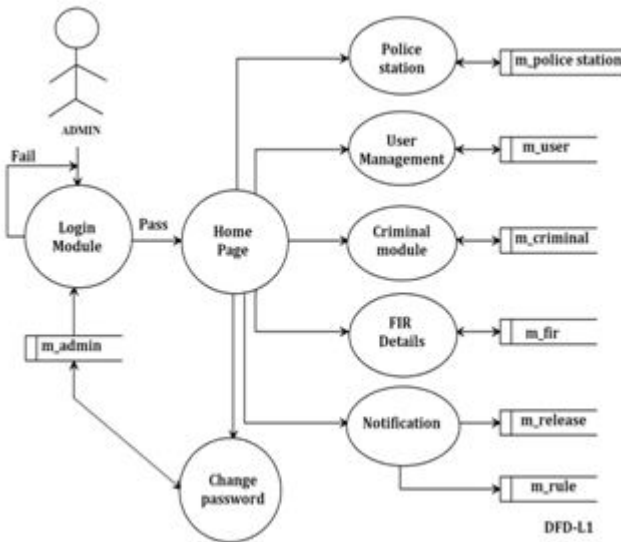 Police
station
m_police station
ADMIN
Fail
User
Management
m_user
Login
Module
Pass
Home
Page
Criminal
module
m_criminal
FIR
Details
m_fir
m_admin
Notification
m_release
Change
password
m_rule
DFD-L1